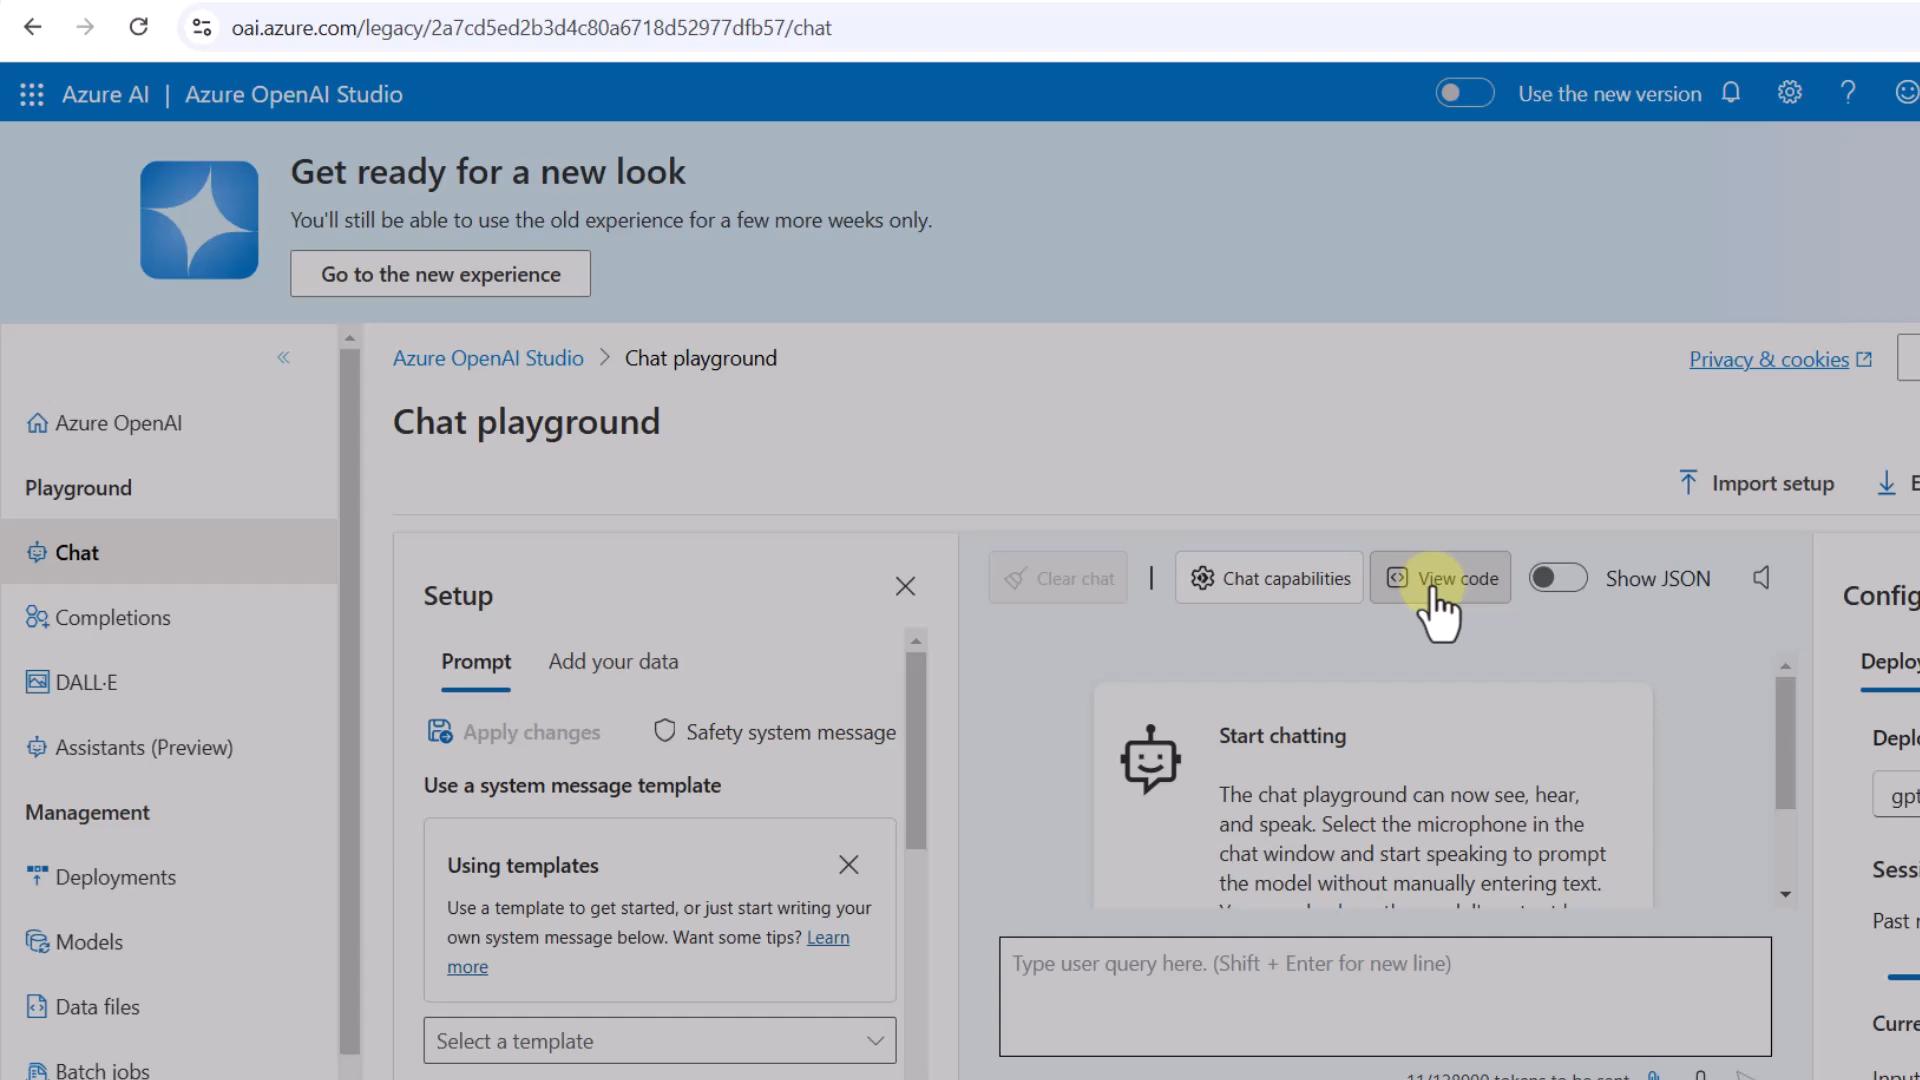 oai.azure.com/legacy/2a7cd5ed2b3d4c80a6718d52977dfb57/chat
Azure AI | Azure OpenAI Studio
Use the new version
Get ready for a new look
You'll still be able to use the old experience for a few more weeks only.
Go to the new experience
Azure OpenAI Studio > Chat playground
Privacy & cookies
Chat playground
Import setup
Azure OpenAI
Playground
Chat
Completions
DALL·E
Assistants (Preview)
Management
Deployments
Models
Data files
Batch jobs
Setup
Prompt
Add your data
Apply changes
Safety system message
Use a system message template
Using templates
Use a template to get started, or just start writing your
own system message below. Want some tips? Learn
more
Select a template
Clear chat
Chat capabilities
View code
Show JSON
Start chatting
The chat playground can now see, hear,
and speak. Select the microphone in the
chat window and start speaking to prompt
the model without manually entering text.
Type user query here. (Shift + Enter for new line)
Config
Deploy
Deplo
gpt
Sessi
Past
Curre